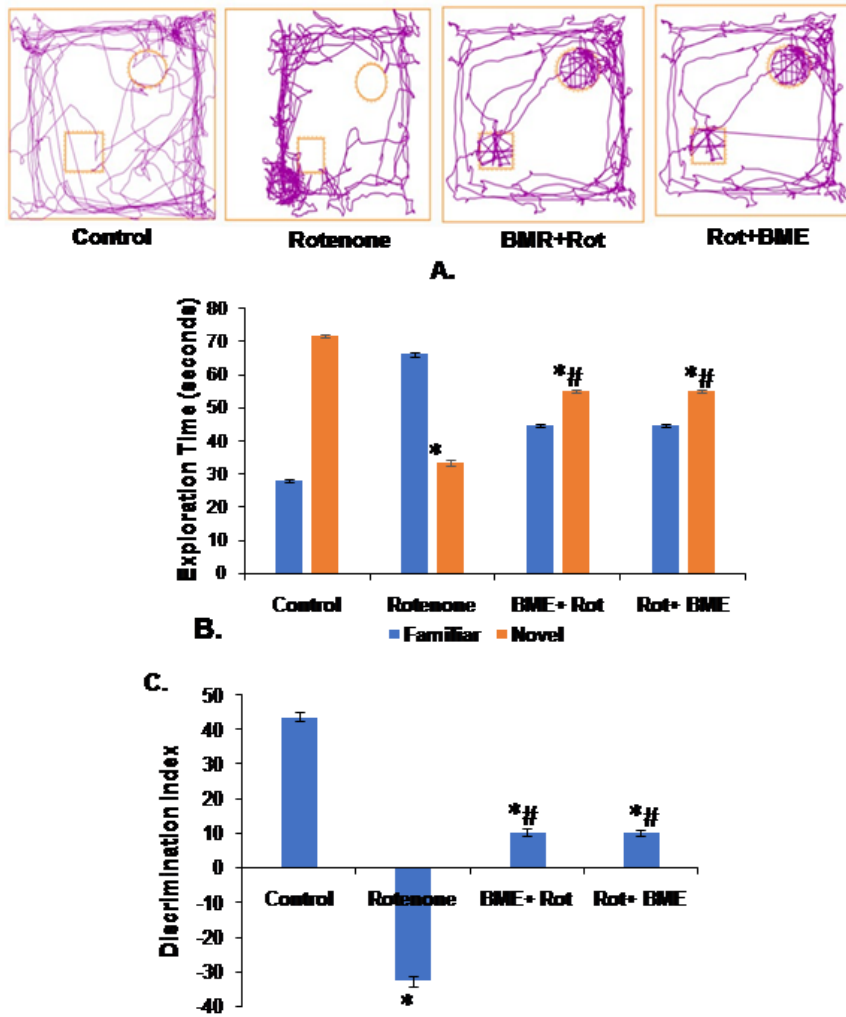 Control Rotenone BMR+Rot Rot+BME
A.
80
70
60
50
40
30
20
10
0
Exploration Time (seconds)
*
*#
*#
Control Rotenone BME+ Rot Rot+ BME
B.
Familiar Novel
C.
50
40
30
20
10
0
-10
-20
-30
-40
Discrimination Index
*#
*#
Control Rotenone BME+ Rot Rot+ BME
*